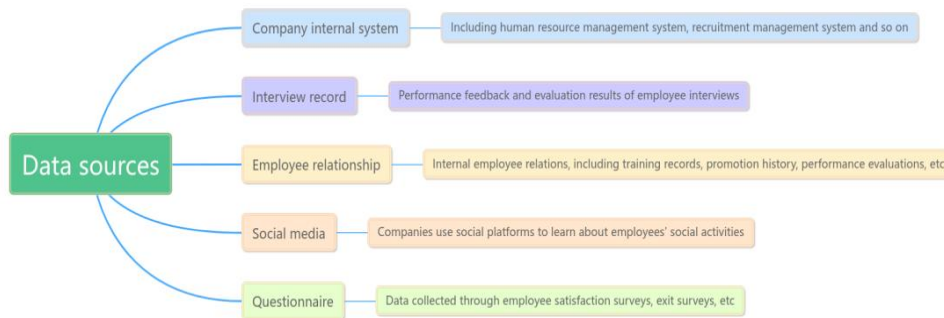 Data sources
Company internal system
Including human resource management system, recruitment management system and so on
Interview record
Performance feedback and evaluation results of employee interviews
Employee relationship
Internal employee relations, including training records, promotion history, performance evaluations, etc
Social media
Companies use social platforms to learn about employees' social activities
Questionnaire
Data collected through employee satisfaction surveys, exit surveys, etc